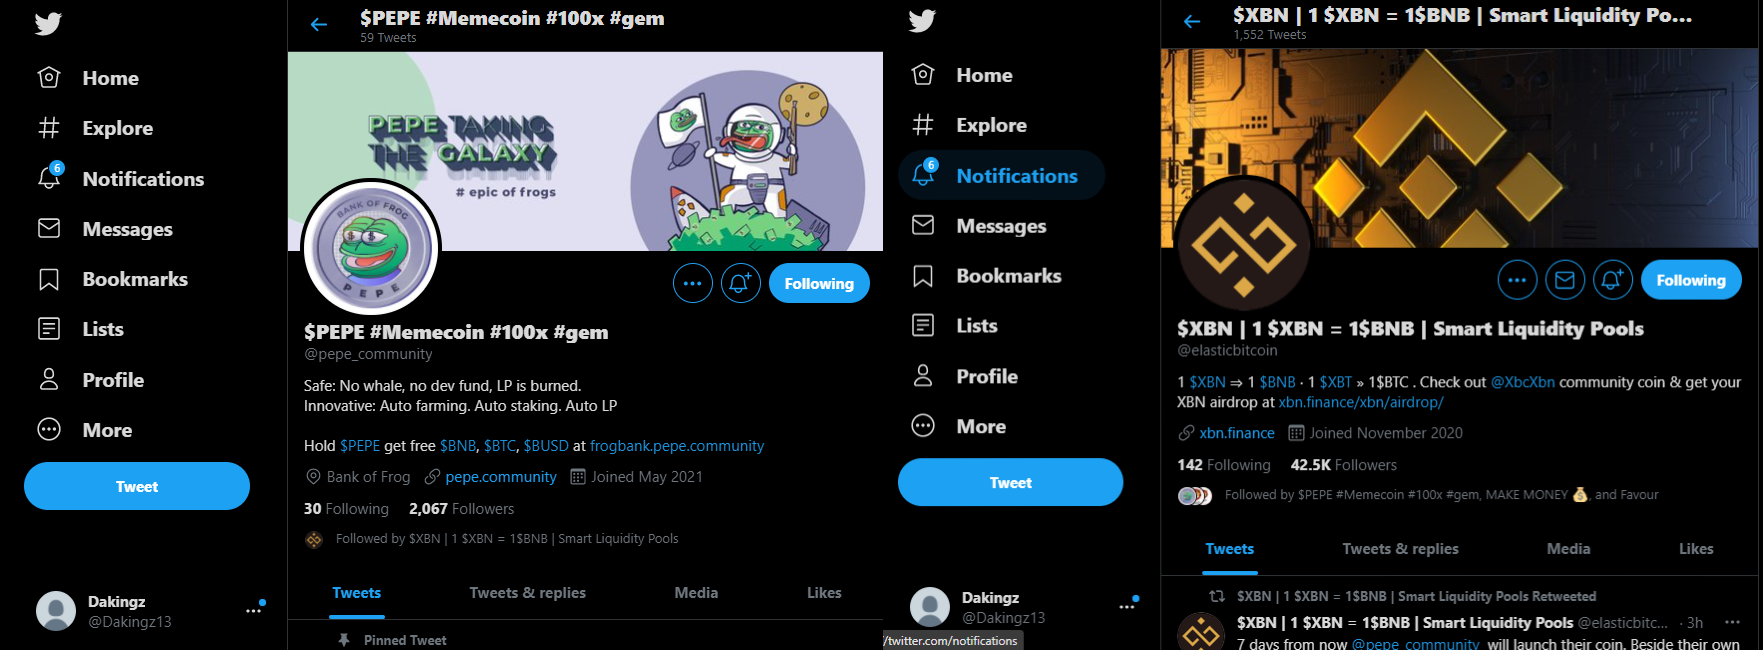 $PEPE #Memecoin #100x #gem
59 Tweets
Home
Explore
6
Notifications
Messages
Bookmarks
Lists
Profile
More
Tweet
Dakingz
@Dakingz13
PEPE TAKING
THE GALAXY
# epic of frogs
BANK OF FROG
PEPE
Following
$PEPE #Memecoin #100x #gem
@pepe_community
Safe: No whale, no dev fund, LP is burned.
Innovative: Auto farming. Auto staking. Auto LP
Hold $PEPE get free $BNB, $BTC, $BUSD at frogbank.pepe.community
Bank of Frog pepe.community Joined May 2021
30 Following 2,067 Followers
Followed by $XBN | 1 $XBN = 1$BNB | Smart Liquidity Pools
Tweets Tweets & replies Media Likes
Pinned Tweet
Home
Explore
6
Notifications
Messages
Bookmarks
Lists
Profile
More
Tweet
Dakingz
@Dakingz13
/twitter.com/notifications
$XBN | 1 $XBN = 1$BNB | Smart Liquidity Po...
1,552 Tweets
Following
$XBN | 1 $XBN = 1$BNB | Smart Liquidity Pools
@elasticbitcoin
1 $XBN ⇒ 1 $BNB · 1 $XBT » 1$BTC . Check out @XbcXbn community coin & get your
XBN airdrop at xbn.finance/xbn/airdrop/
xbn.finance Joined November 2020
142 Following 42.5K Followers
Followed by $PEPE #Memecoin #100x #gem, MAKE MONEY 💰, and Favour
Tweets Tweets & replies Media Likes
$XBN | 1 $XBN = 1$BNB | Smart Liquidity Pools Retweeted
$XBN | 1 $XBN = 1$BNB | Smart Liquidity Pools @elasticbitc... · 3h
7 days from now @pepe_community will launch their coin. Beside their own